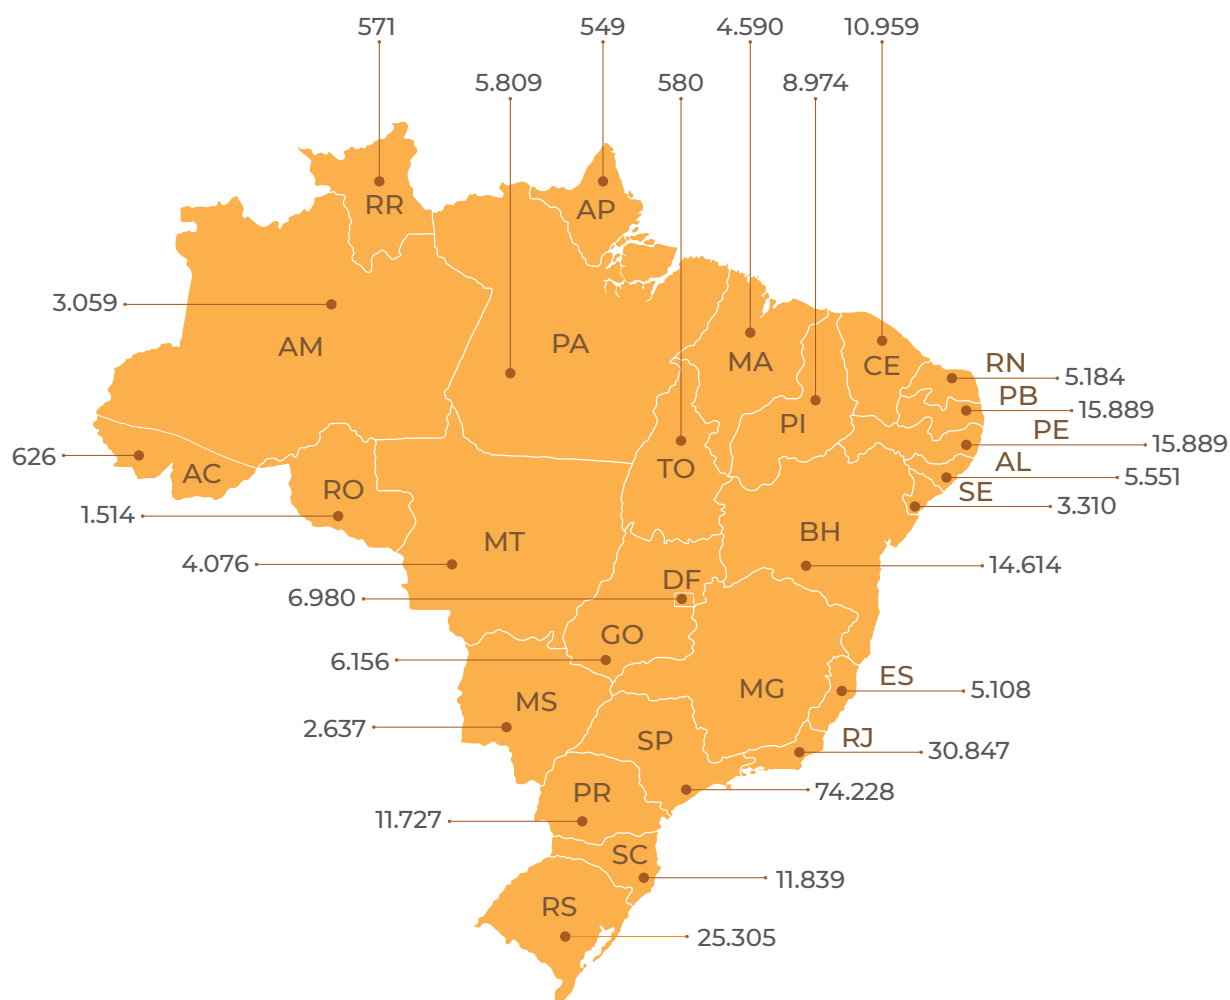 571
549
4.590
10.959
5.809
580
8.974
RR
AP
3.059
AM
PA
MA
CE
RN
5.184
PB
15.889
PI
PE
15.889
626
AC
RO
TO
AL
5.551
SE
3.310
1.514
MT
BH
4.076
14.614
DF
6.980
GO
6.156
MG
ES
5.108
MS
2.637
SP
RJ
30.847
PR
74.228
11.727
SC
11.839
RS
25.305